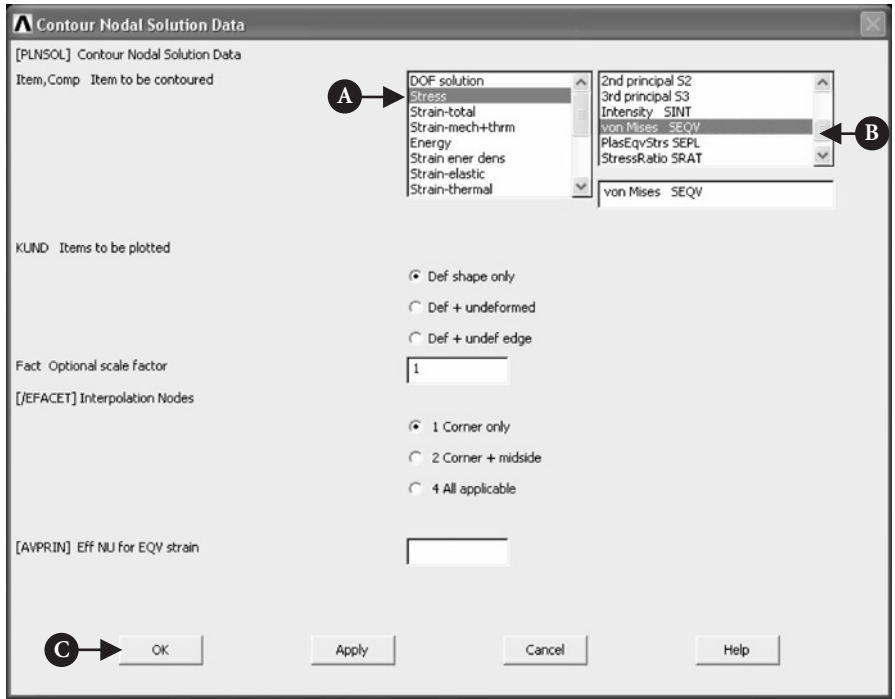 Contour Nodal Solution Data
[PLNSOL] Contour Nodal Solution Data
Item,Comp Item to be contoured
DOF solution
Stress
Strain-total
Strain-mech+thrm
Energy
Strain ener dens
Strain-elastic
Strain-thermal
2nd principal S2
3rd principal S3
Intensity SINT
von Mises SEQV
PlasEqvStrs SEPL
StressRatio SRAT
von Mises SEQV
A
B
KUND Items to be plotted
Def shape only
Def + undeformed
Def + undef edge
Fact Optional scale factor
1
[/EFACET] Interpolation Nodes
1 Corner only
2 Corner + midside
4 All applicable
[AVPRIN] Eff NU for EQV strain
C
OK
Apply
Cancel
Help